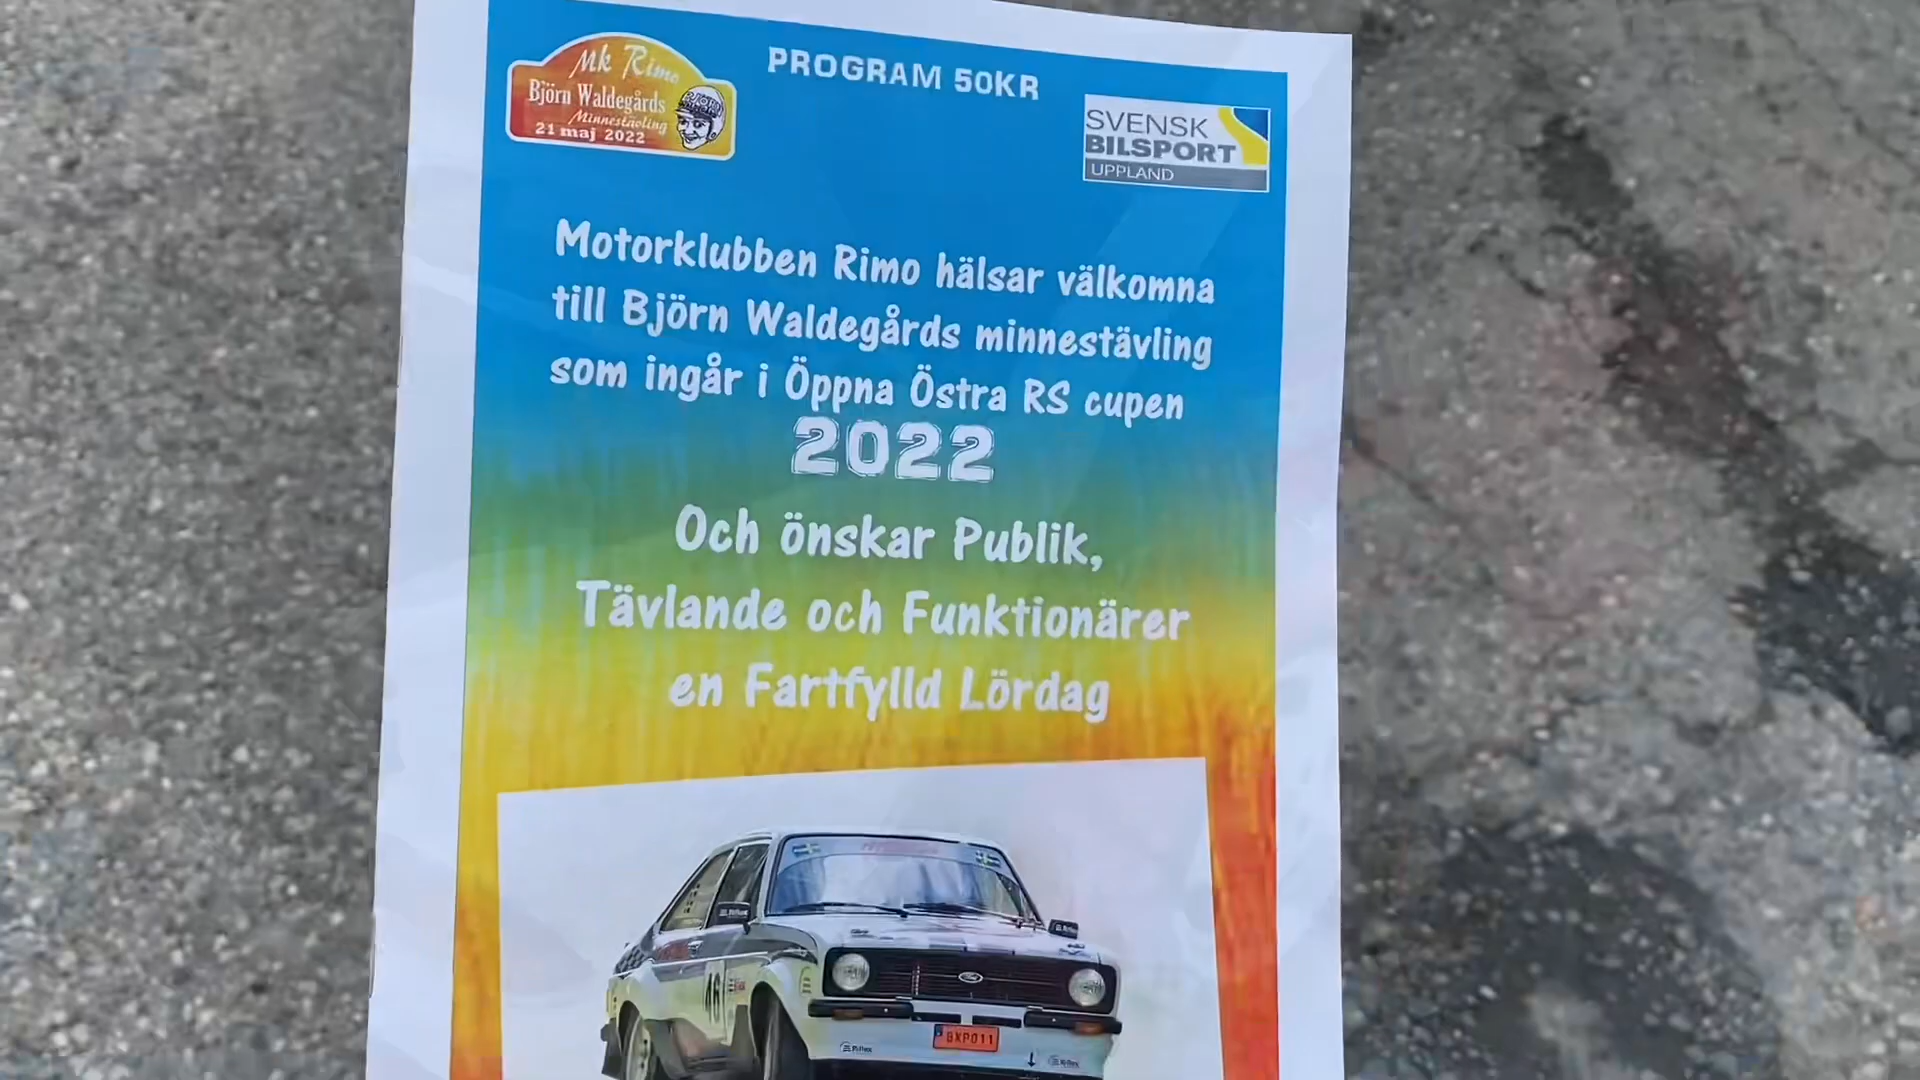 Mk Rimo
Björn Waldegårds
Minnestävling
21 maj 2022
PROGRAM 50KR
SVENSK
BILSPORT
UPPLAND
Motorklubben Rimo hälsar välkomna
till Björn Waldegårds minnestävling
som ingår i Öppna Östra RS cupen
2022
Och önskar Publik,
Tävlande och Funktionärer
en Fartfylld Lördag
Ford
46